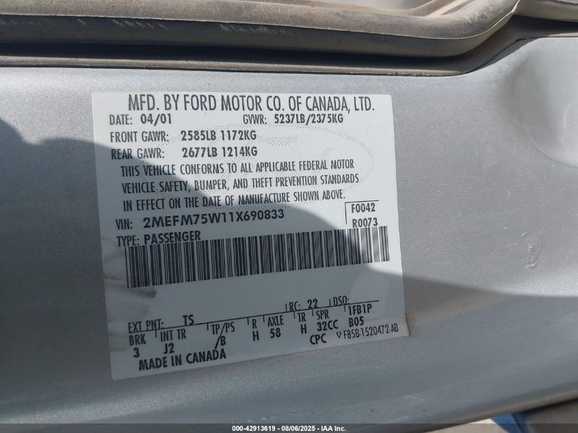 MFD. BY FORD MOTOR CO. OF CANADA, LTD.
DATE: 04/01 GVWR: 5237LB/2375KG
FRONT GAWR: 2585LB 1172KG
REAR GAWR: 2677LB 1214KG
THIS VEHICLE CONFORMS TO ALL APPLICABLE FEDERAL MOTOR
VEHICLE SAFETY, BUMPER, AND THEFT PREVENTION STANDARDS
IN EFFECT ON THE DATE OF MANUFACTURE SHOWN ABOVE.
VIN: 2MEFM75W11X690833 F0042
TYPE: PASSENGER R0073
EXT PNT: TS RC: 22 DSO:
BRK INT TR TP/PS R AXLE TR SPR 1FB1P
3 J2 /B H 58 H 32CC B05
MADE IN CANADA CPC F85B-1520472-AB
000-42913619 - 08/06/2025 - IAA Inc.